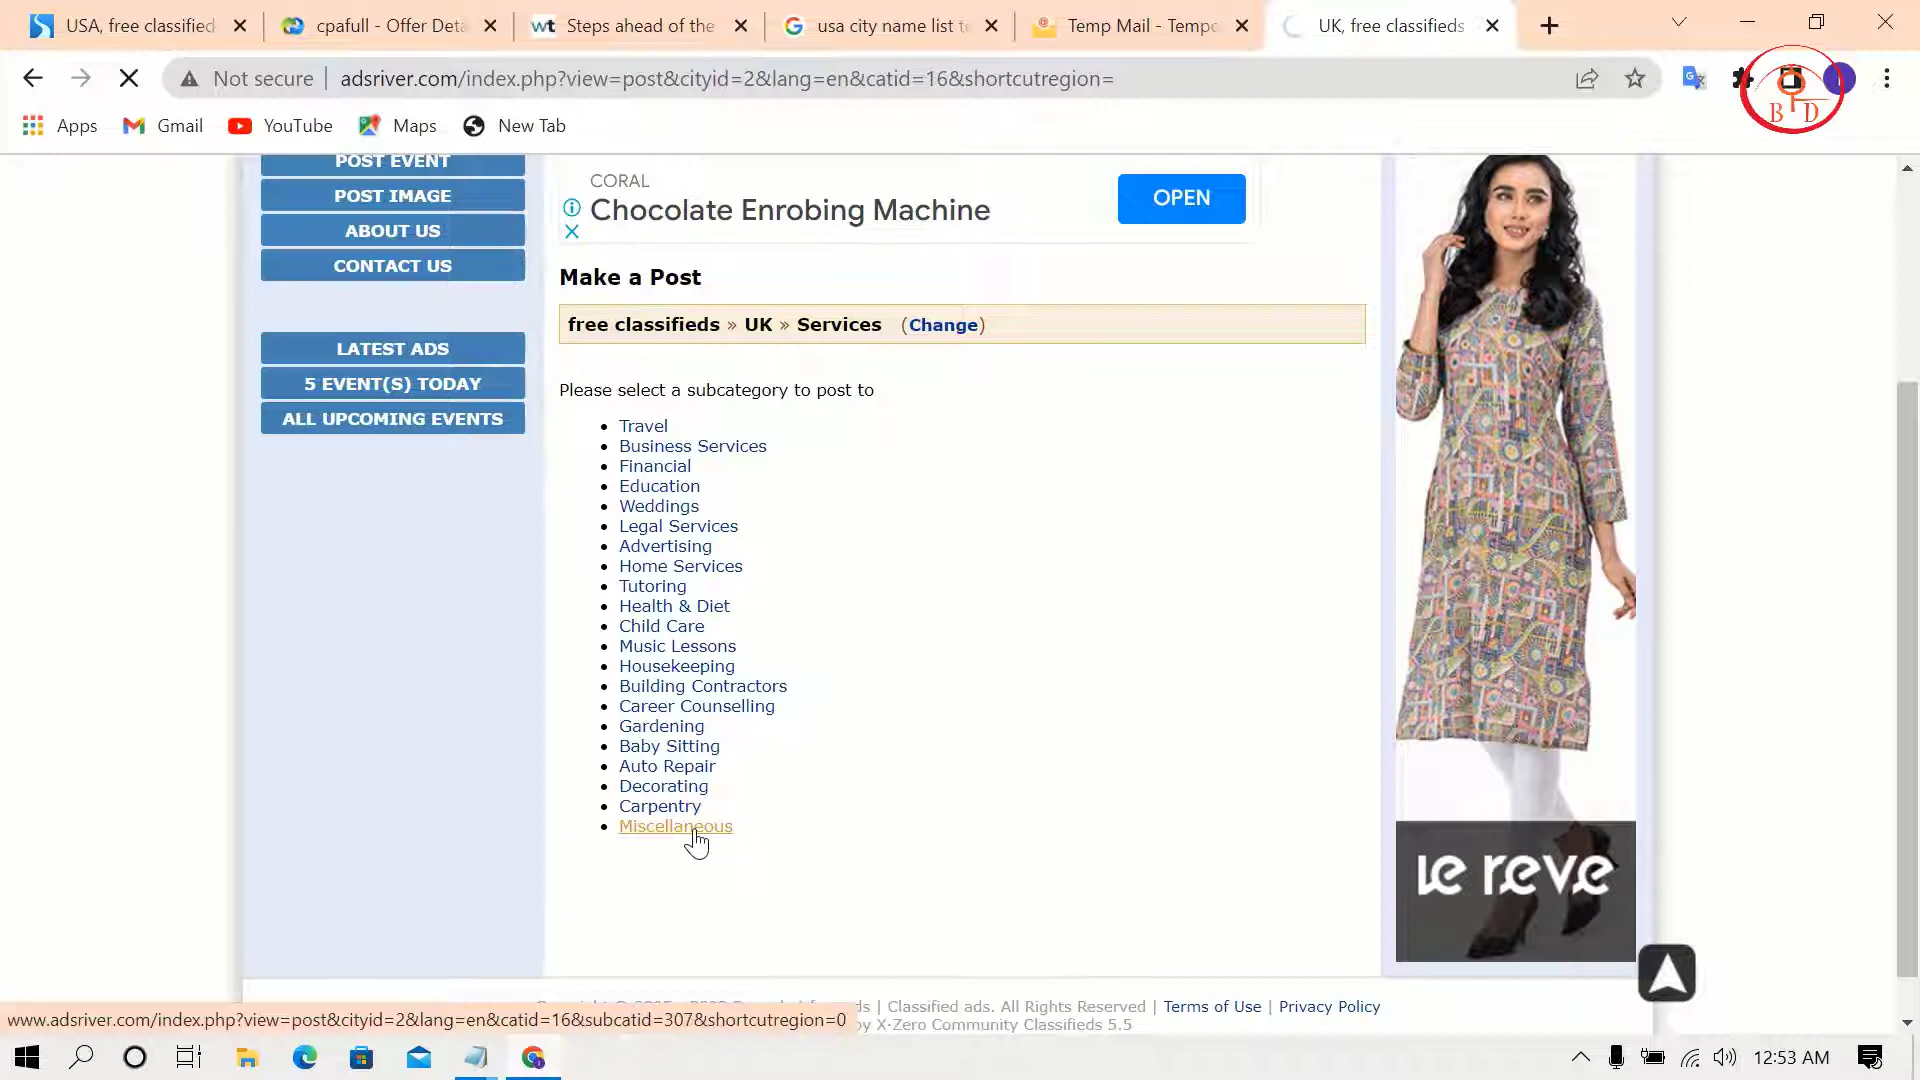 USA, free classified
cpafull - Offer Deta
wt Steps ahead of the
usa city name list te
Temp Mail - Tempo
UK, free classifieds
Not secure | adsriver.com/index.php?view=post&cityid=2&lang=en&catid=16&shortcutregion=
Apps Gmail YouTube Maps New Tab
B D
POST EVENT
POST IMAGE
ABOUT US
CONTACT US
LATEST ADS
5 EVENT(S) TODAY
ALL UPCOMING EVENTS
CORAL
Chocolate Enrobing Machine
OPEN
Make a Post
free classifieds » UK » Services (Change)
Please select a subcategory to post to
Travel
Business Services
Financial
Education
Weddings
Legal Services
Advertising
Home Services
Tutoring
Health & Diet
Child Care
Music Lessons
Housekeeping
Building Contractors
Career Counselling
Gardening
Baby Sitting
Auto Repair
Decorating
Carpentry
Miscellaneous
le reve
| Classified ads. All Rights Reserved | Terms of Use | Privacy Policy
by X-Zero Community Classifieds 5.5
www.adsriver.com/index.php?view=post&cityid=2&lang=en&catid=16&subcatid=307&shortcutregion=0
12:53 AM